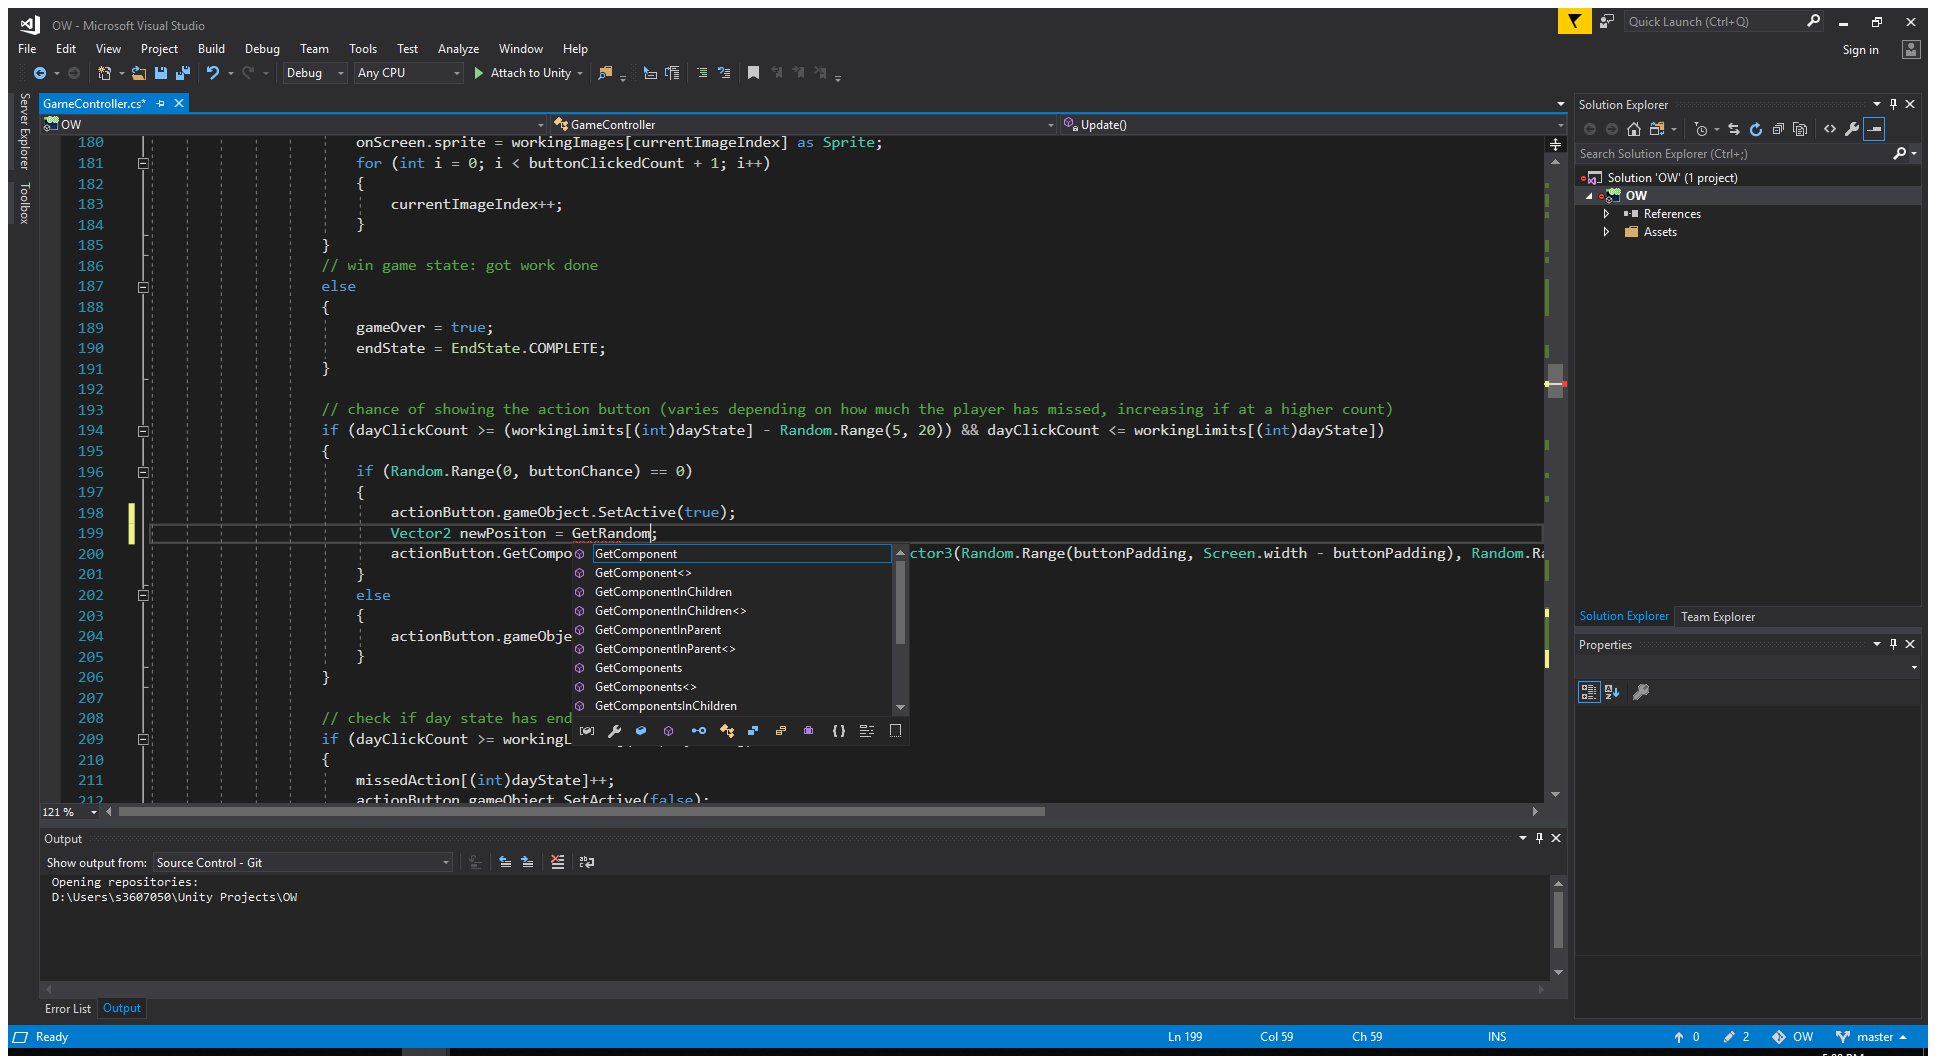 OW - Microsoft Visual Studio
Quick Launch (Ctrl+Q)
File Edit View Project Build Debug Team Tools Test Analyze Window Help
Sign in
Debug Any CPU Attach to Unity
Server Explorer
Toolbox
GameController.cs*
OW GameController Update()
180 onScreen.sprite = workingImages[currentImageIndex] as Sprite;
181 for (int i = 0; i < buttonClickedCount + 1; i++)
182 {
183 currentImageIndex++;
184 }
185 }
186 // win game state: got work done
187 else
188 {
189 gameOver = true;
190 endState = EndState.COMPLETE;
191 }
192
193 // chance of showing the action button (varies depending on how much the player has missed, increasing if at a higher count)
194 if (dayClickCount >= (workingLimits[(int)dayState] - Random.Range(5, 20)) && dayClickCount <= workingLimits[(int)dayState])
195 {
196 if (Random.Range(0, buttonChance) == 0)
197 {
198 actionButton.gameObject.SetActive(true);
199 Vector2 newPositon = GetRandom;
200 actionButton.GetCompo ctor3(Random.Range(buttonPadding, Screen.width - buttonPadding), Random.Ra
201 }
202 else
203 {
204 actionButton.gameObje
205 }
206 }
207
208 // check if day state has end
209 if (dayClickCount >= workingL
210 {
211 missedAction[(int)dayState]++;
212 actionButton.gameObject.SetActive(false);
GetComponent
GetComponent<>
GetComponentInChildren
GetComponentInChildren<>
GetComponentInParent
GetComponentInParent<>
GetComponents
GetComponents<>
GetComponentsInChildren
121 %
Output
Show output from: Source Control - Git
Opening repositories:
D:\Users\s3607050\Unity Projects\OW
Error List Output
Solution Explorer
Search Solution Explorer (Ctrl+;)
Solution 'OW' (1 project)
OW
References
Assets
Solution Explorer Team Explorer
Properties
Ready Ln 199 Col 59 Ch 59 INS 0 2 OW master